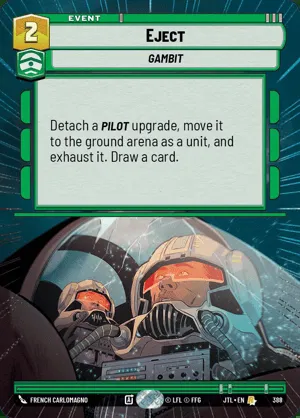 EVENT
2
EJECT
GAMBIT
Detach a PILOT upgrade, move it
to the ground arena as a unit, and
exhaust it. Draw a card.
FRENCH CARLOMAGNO
© LFL © FFG
JTL • EN
388